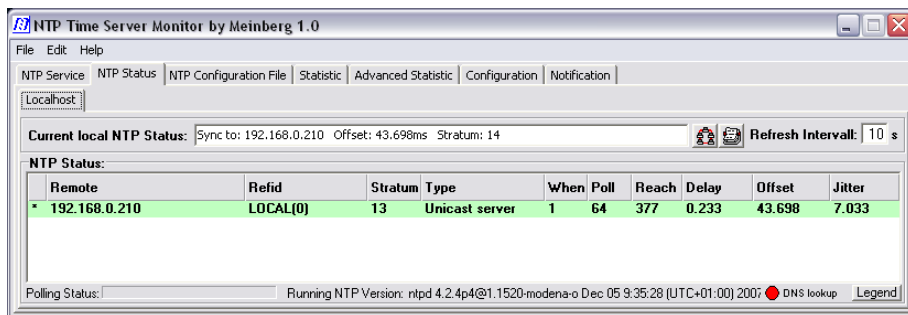 NTP Time Server Monitor by Meinberg 1.0
File Edit Help
NTP Service NTP Status NTP Configuration File Statistic Advanced Statistic Configuration Notification
Localhost
Current local NTP Status: Sync to: 192.168.0.210 Offset: 43.698ms Stratum: 14 Refresh Intervall: 10 s
NTP Status:
Remote Refid Stratum Type When Poll Reach Delay Offset Jitter
* 192.168.0.210 LOCAL(0) 13 Unicast server 1 64 377 0.233 43.698 7.033
Polling Status: Running NTP Version: ntpd 4.2.4p4@1.1520-modena-o Dec 05 9:35:28 (UTC+01:00) 2007 DNS lookup Legend